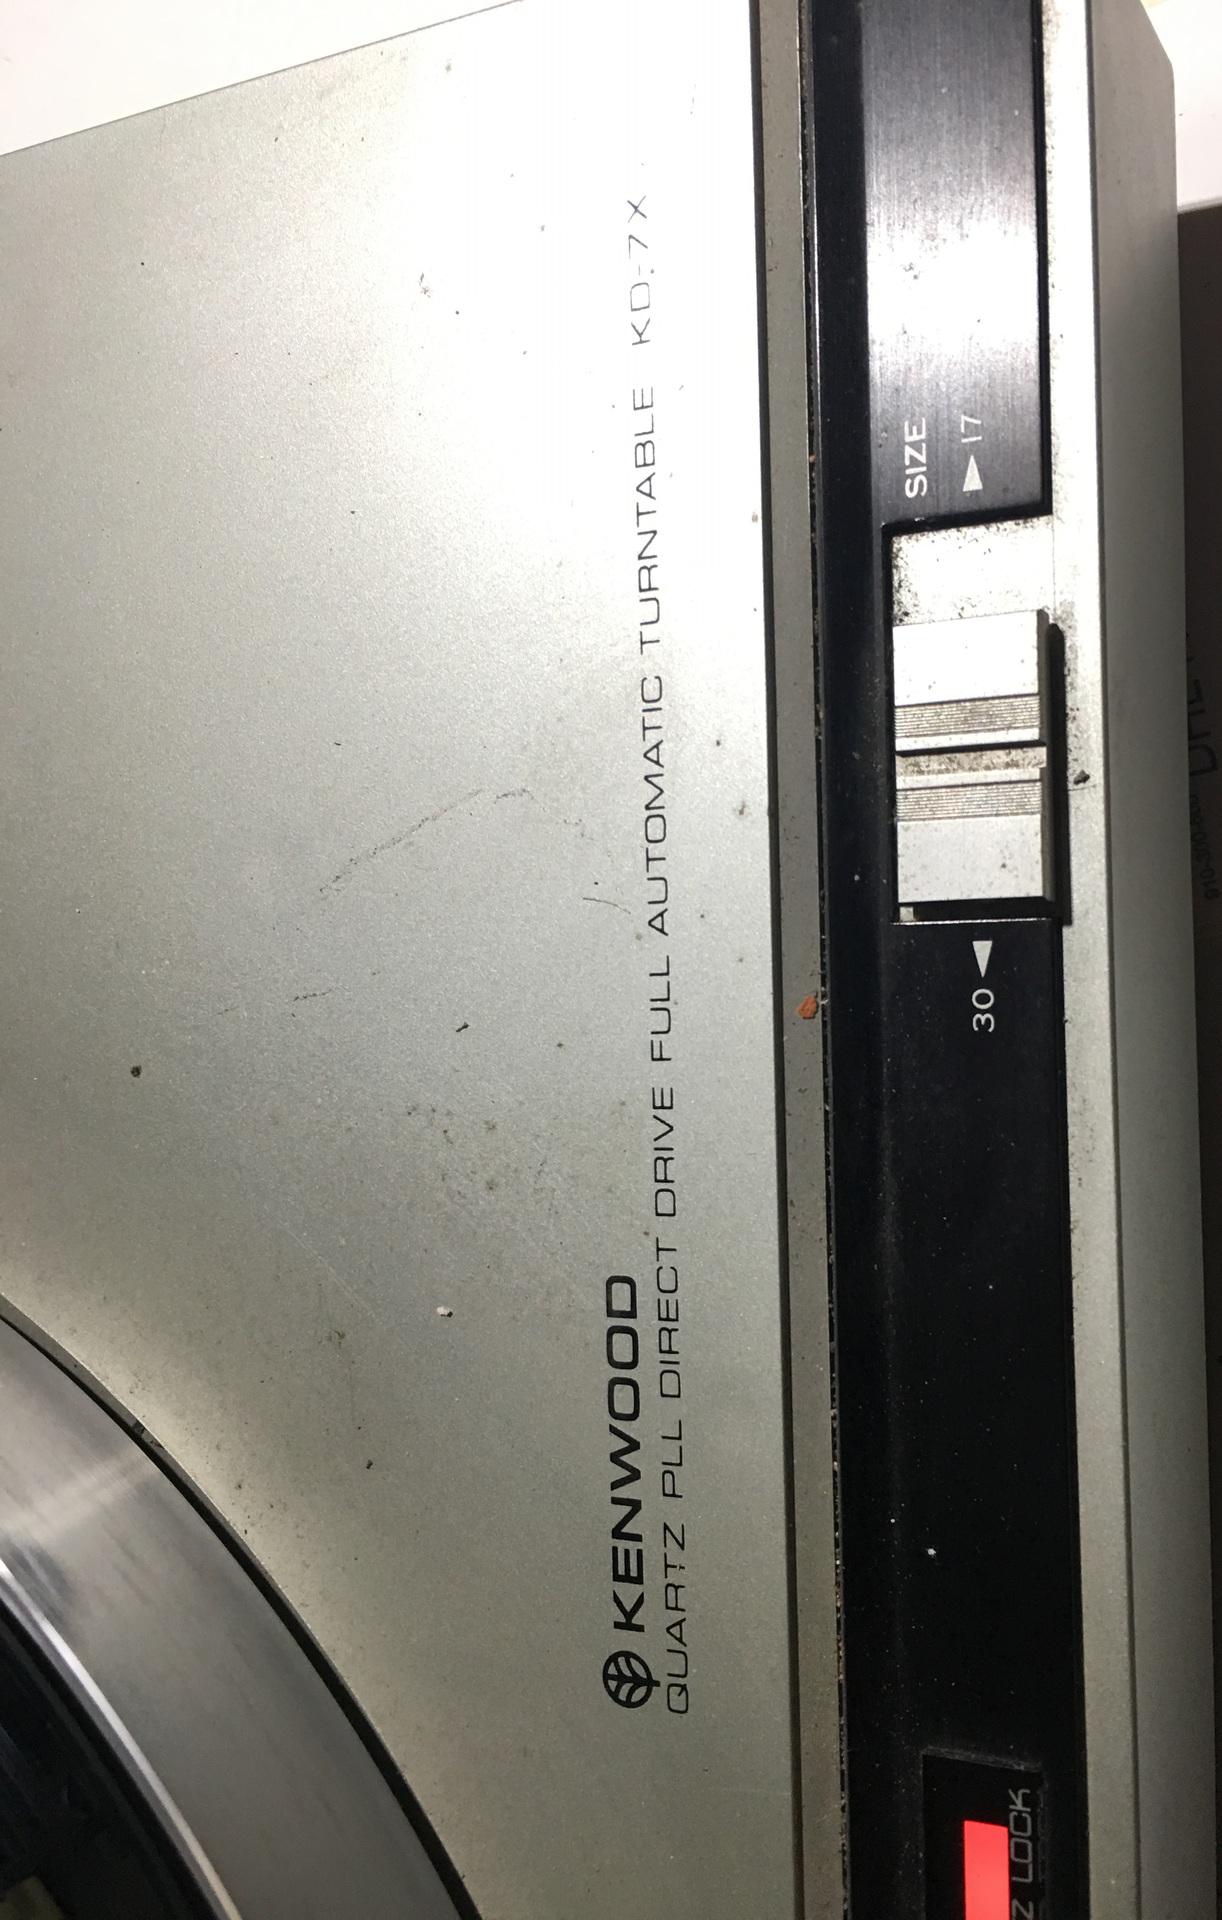 KENWOOD
QUARTZ PLL DIRECT DRIVE FULL AUTOMATIC TURNTABLE KD-7X
SIZE
30 ◀ ▶ 17
Z LOCK